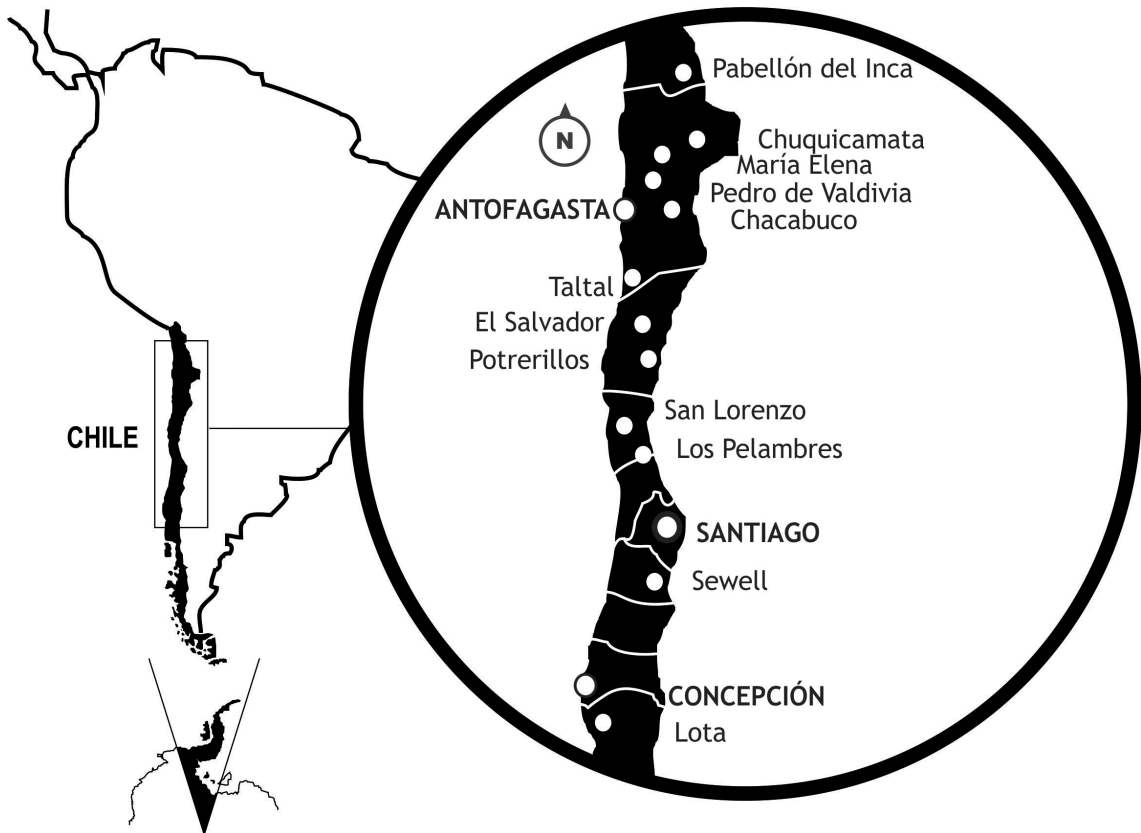 Pabellón del Inca
N
Chuquicamata
María Elena
Pedro de Valdivia
ANTOFAGASTA
Chacabuco
Taltal
El Salvador
Potrerillos
San Lorenzo
CHILE
Los Pelambres
SANTIAGO
Sewell
CONCEPCIÓN
Lota